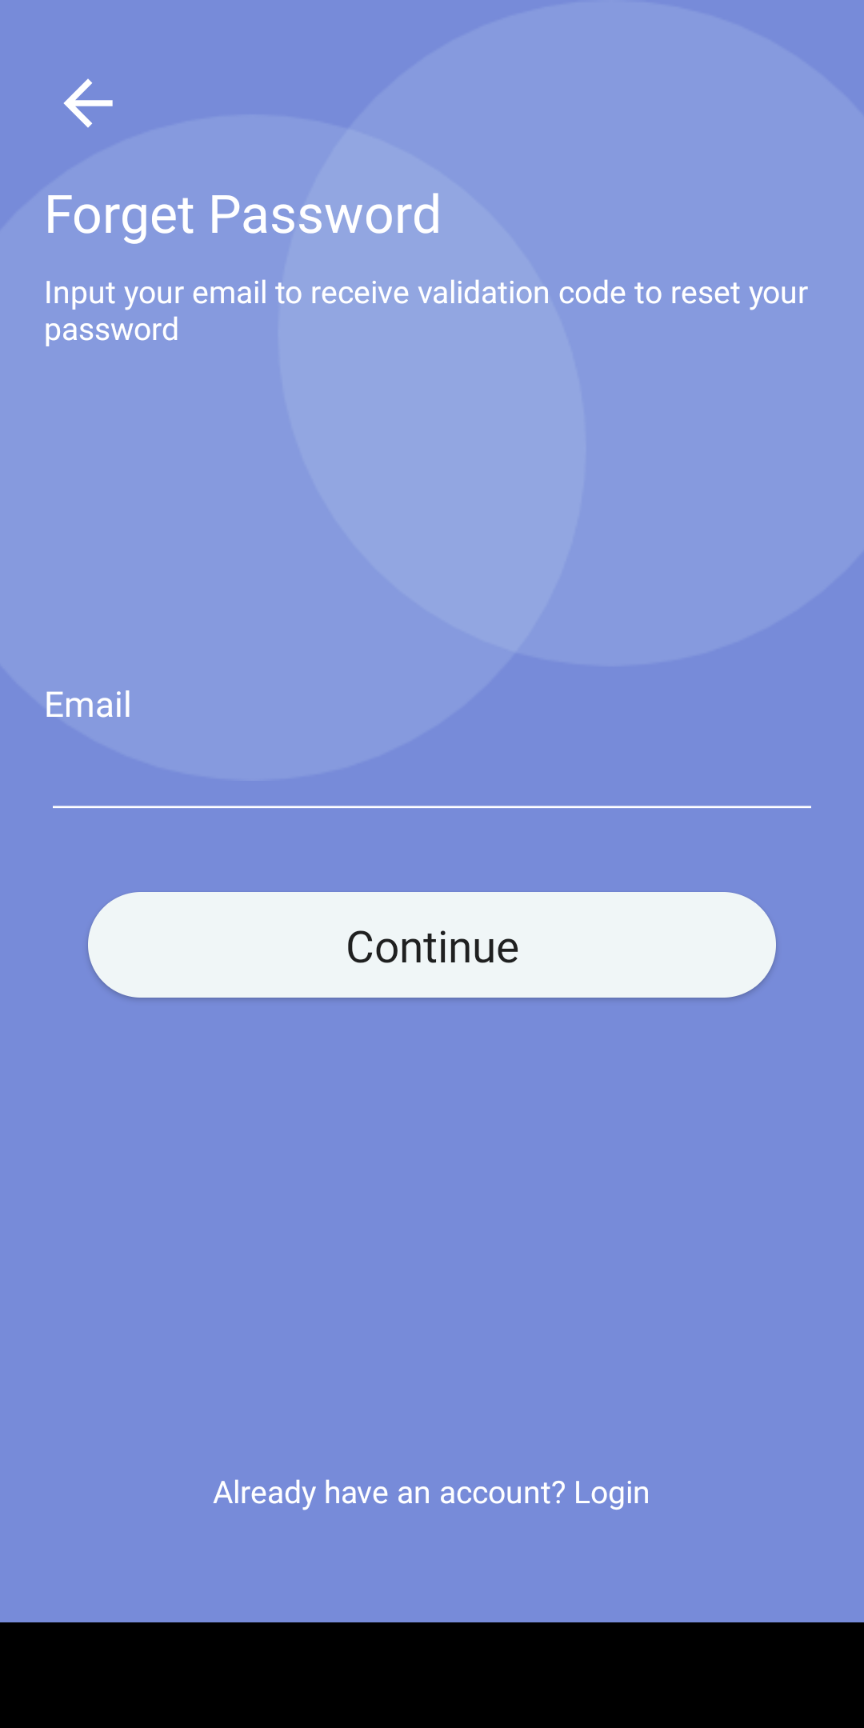 Forget Password
Input your email to receive validation code to reset your
password
Email
Continue
Already have an account? Login